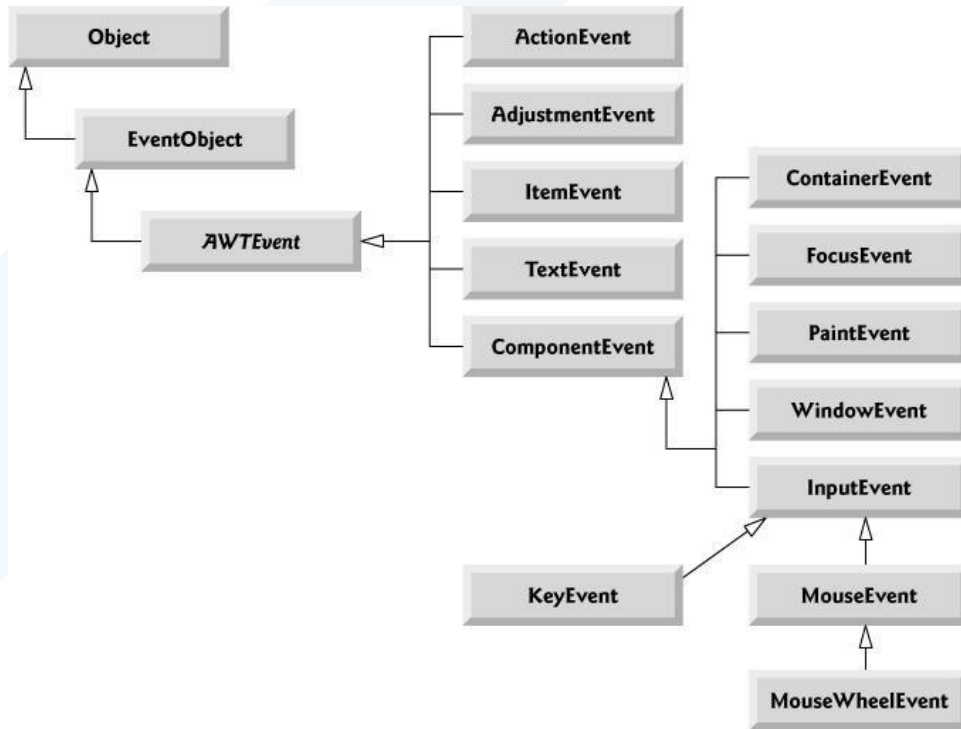 Object
EventObject
AWTEvent
ActionEvent
AdjustmentEvent
ItemEvent
TextEvent
ComponentEvent
ContainerEvent
FocusEvent
PaintEvent
WindowEvent
InputEvent
KeyEvent
MouseEvent
MouseWheelEvent